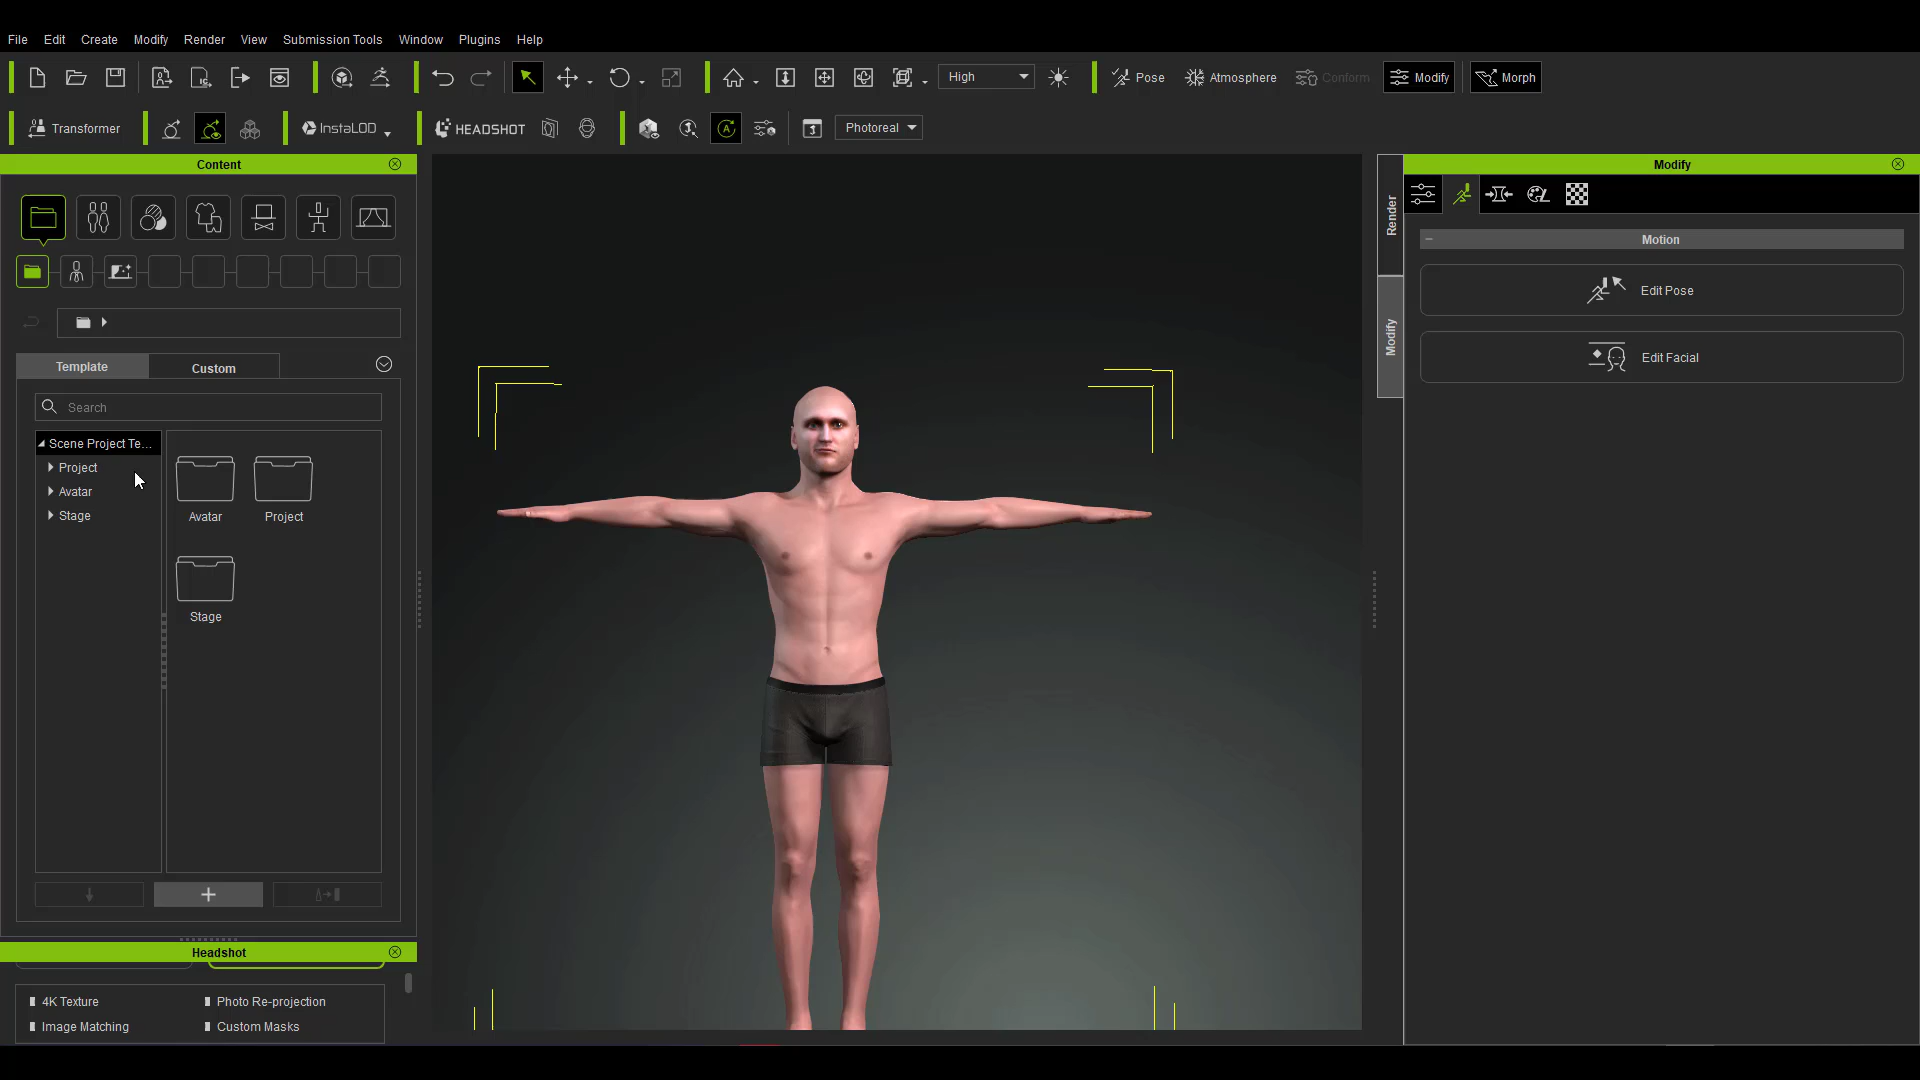 File Edit Create Modify Render View Submission Tools Window Plugins Help
High Pose Atmosphere Conform Modify Morph
Transformer InstaLOD HEADSHOT A Photoreal
Content
Template Custom
Search
Scene Project Te...
Project
Avatar
Stage
Avatar Project
Stage
Headshot
4K Texture Photo Re-projection
Image Matching Custom Masks
Render
Modify
Modify
Motion
Edit Pose
Edit Facial